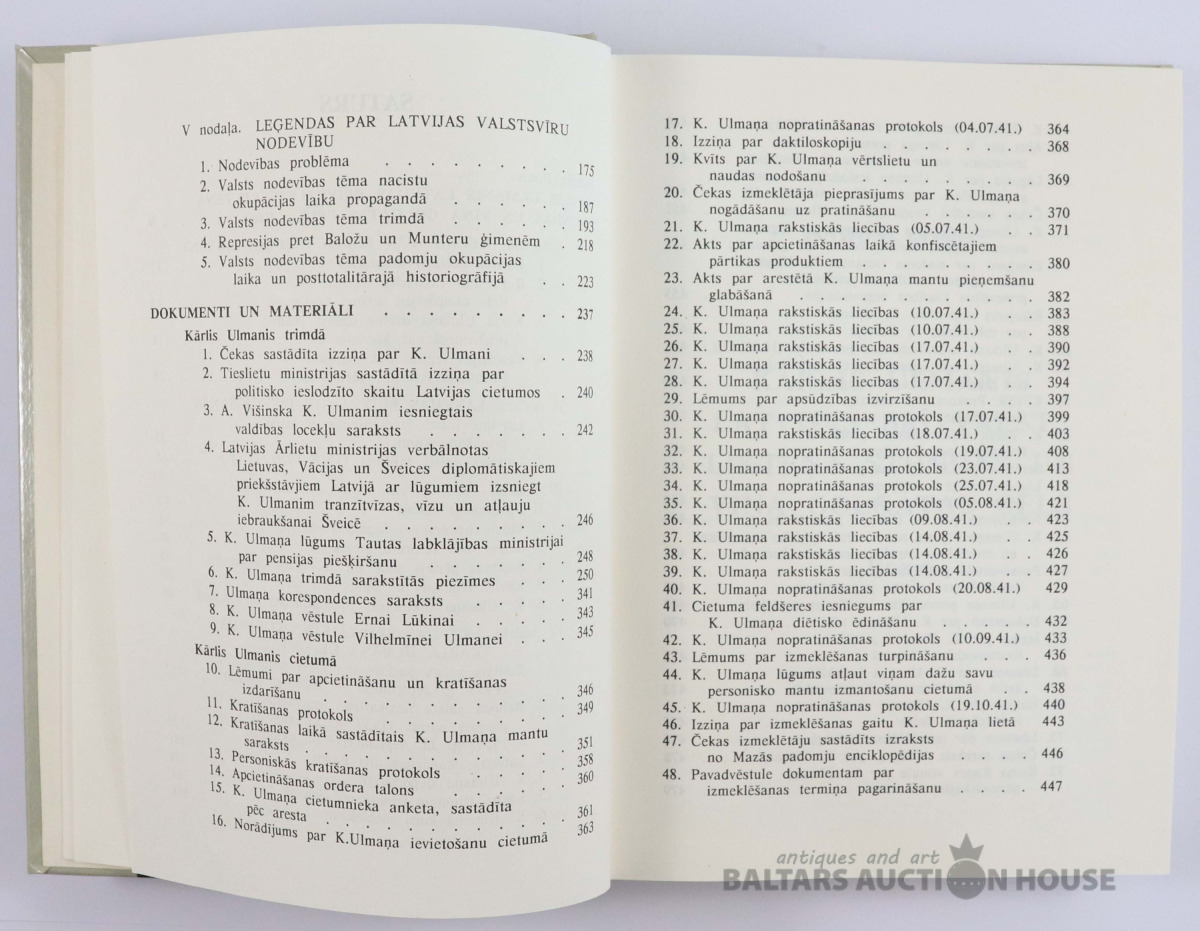 V nodaļa. LEĢENDAS PAR LATVIJAS VALSTSVĪRU
NODEVĪBU
1. Nodevības problēma . . . . . . . . 175
2. Valsts nodevības tēma nacistu
okupācijas laika propagandā . . . . . . 187
3. Valsts nodevības tēma trimdā . . . . . 193
4. Represijas pret Baložu un Munteru ģimenēm . 218
5. Valsts nodevības tēma padomju okupācijas
laika un posttotalitārajā historiogrāfijā . . 223
DOKUMENTI UN MATERIĀLI . . . . . . . . . 237
Kārlis Ulmanis trimdā
1. Čekas sastādīta izziņa par K. Ulmani . . . 238
2. Tieslietu ministrijas sastādītā izziņa par
politisko ieslodzīto skaitu Latvijas cietumos . 240
3. A. Višinska K. Ulmanim iesniegtais
valdības locekļu saraksts . . . . . . . 242
4. Latvijas Ārlietu ministrijas verbālnotas
Lietuvas, Vācijas un Šveices diplomātiskajiem
priekšstāvjiem Latvijā ar lūgumiem izsniegt
K. Ulmanim tranzītvīzas, vīzu un atļauju
iebraukšanai Šveicē . . . . . . . . . 246
5. K. Ulmaņa lūgums Tautas labklājības ministrijai
par pensijas piešķiršanu . . . . . . . 248
6. K. Ulmaņa trimdā sarakstītās piezīmes . . . 250
7. Ulmaņa korespondences saraksts . . . . . 341
8. K. Ulmaņa vēstule Ernai Lūkinai . . . . . 343
9. K. Ulmaņa vēstule Vilhelmīnei Ulmanei . . . 345
Kārlis Ulmanis cietumā
10. Lēmumi par apcietināšanu un kratīšanas
izdarīšanu . . . . . . . . . . . 346
11. Kratīšanas protokols . . . . . . . . 349
12. Kratīšanas laikā sastādītais K. Ulmaņa mantu
saraksts . . . . . . . . . . . . 351
13. Personiskās kratīšanas protokols . . . . . 358
14. Apcietināšanas ordera talons . . . . . . 360
15. K. Ulmaņa cietumnieka anketa, sastādīta
pēc aresta . . . . . . . . . . . 361
16. Norādījums par K.Ulmaņa ievietošanu cietumā 363
17. K. Ulmaņa nopratināšanas protokols (04.07.41.) 364
18. Izziņa par daktiloskopiju . . . . . . . 368
19. Kvīts par K. Ulmaņa vērtslietu un
naudas nodošanu . . . . . . . . . 369
20. Čekas izmeklētāja pieprasījums par K. Ulmaņa
nogādāšanu uz pratināšanu . . . . . . 370
21. K. Ulmaņa rakstiskās liecības (05.07.41.) . . 371
22. Akts par apcietināšanas laikā konfiscētajiem
pārtikas produktiem . . . . . . . . 380
23. Akts par arestētā K. Ulmaņa mantu pieņemšanu
glabāšanā . . . . . . . . . . . 382
24. K. Ulmaņa rakstiskās liecības (10.07.41.) . . 383
25. K. Ulmaņa rakstiskās liecības (10.07.41.) . . 388
26. K. Ulmaņa rakstiskās liecības (17.07.41.) . . 390
27. K. Ulmaņa rakstiskās liecības (17.07.41.) . . 392
28. K. Ulmaņa rakstiskās liecības (17.07.41.) . . 394
29. Lēmums par apsūdzības izvirzīšanu . . . . 397
30. K. Ulmaņa nopratināšanas protokols (17.07.41.) 399
31. K. Ulmaņa rakstiskās liecības (18.07.41.) . . 403
32. K. Ulmaņa nopratināšanas protokols (19.07.41.) 408
33. K. Ulmaņa nopratināšanas protokols (23.07.41.) 413
34. K. Ulmaņa nopratināšanas protokols (25.07.41.) 418
35. K. Ulmaņa nopratināšanas protokols (05.08.41.) 421
36. K. Ulmaņa rakstiskās liecības (09.08.41.) . . 423
37. K. Ulmaņa rakstiskās liecības (14.08.41.) . . 425
38. K. Ulmaņa rakstiskās liecības (14.08.41.) . . 426
39. K. Ulmaņa rakstiskās liecības (14.08.41.) . . 427
40. K. Ulmaņa nopratināšanas protokols (20.08.41.) 429
41. Cietuma feldšeres iesniegums par
K. Ulmaņa diētisko ēdināšanu . . . . . 432
42. K. Ulmaņa nopratināšanas protokols (10.09.41.) 433
43. Lēmums par izmeklēšanas turpināšanu . . . 436
44. K. Ulmaņa lūgums atļaut viņam dažu savu
personisko mantu izmantošanu cietumā . . 438
45. K. Ulmaņa nopratināšanas protokols (19.10.41.) 440
46. Izziņa par izmeklēšanas gaitu K. Ulmaņa lietā 443
47. Čekas izmeklētāju sastādīts izraksts
no Mazās padomju enciklopēdijas . . . . 446
48. Pavadvēstule dokumentam par
izmeklēšanas termiņa pagarināšanu . . . . 447
antiques and art
BALTARS AUCTION HOUSE